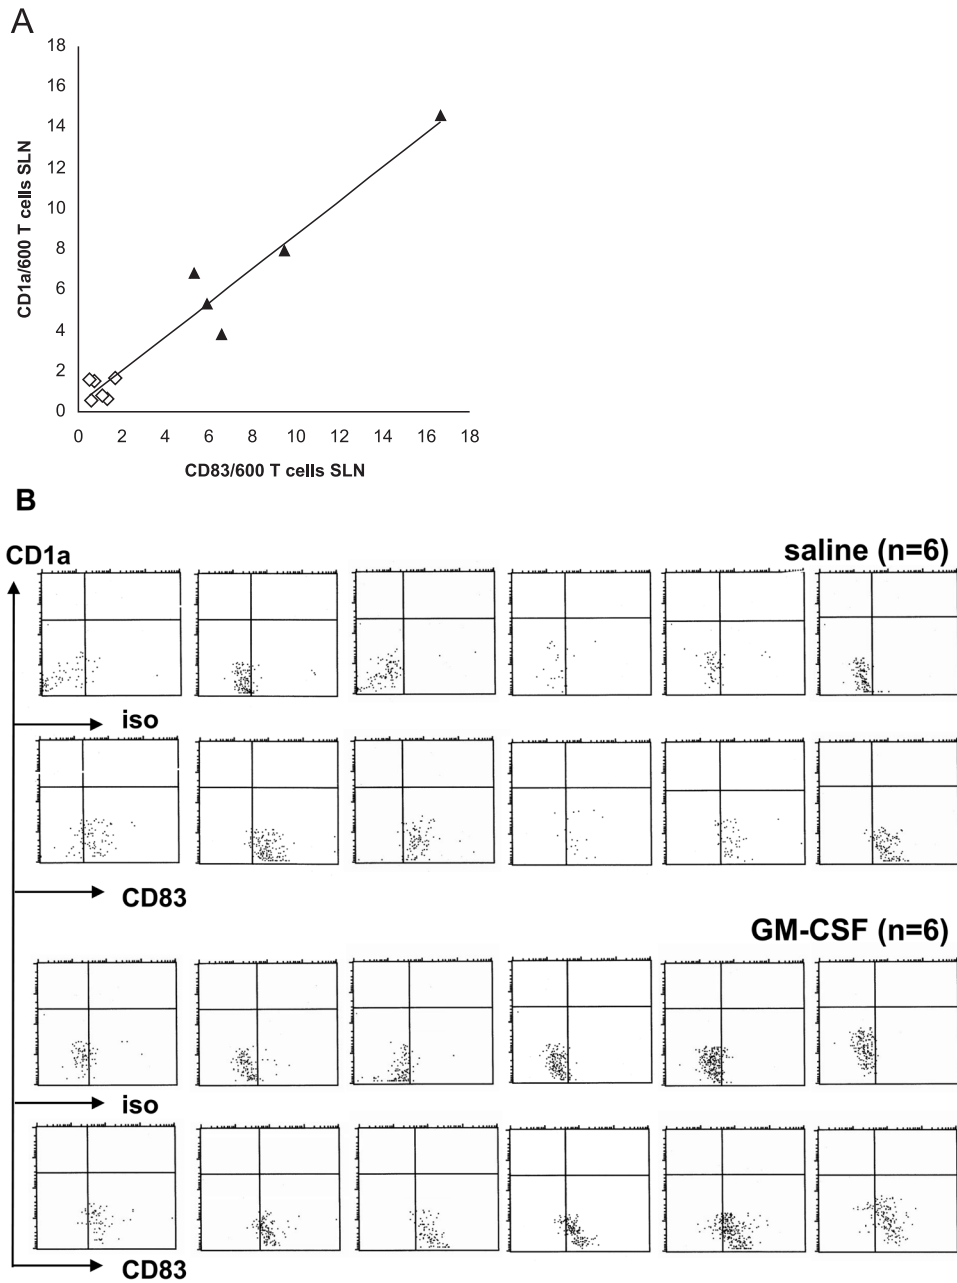 A
18
16
14
12
10
8
6
4
2
0
CD1a/600 T cells SLN
0 2 4 6 8 10 12 14 16 18
CD83/600 T cells SLN
B
CD1a
saline (n=6)
iso
CD83
GM-CSF (n=6)
iso
CD83